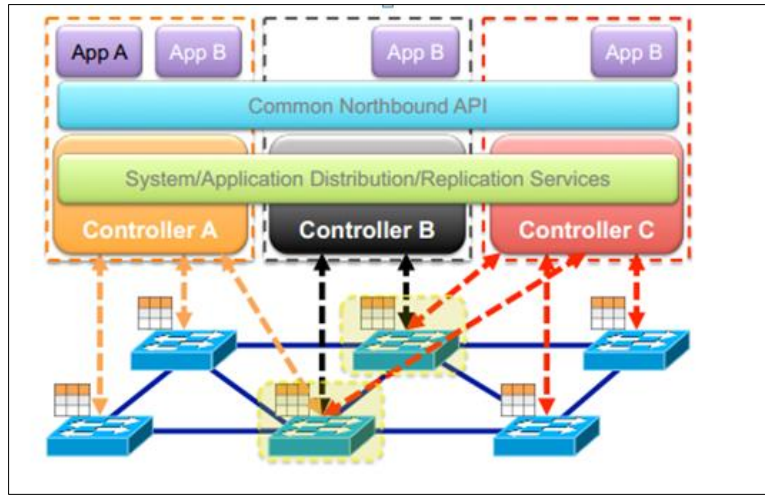 App A
App B
App B
App B
Common Northbound API
System/Application Distribution/Replication Services
Controller A
Controller B
Controller C